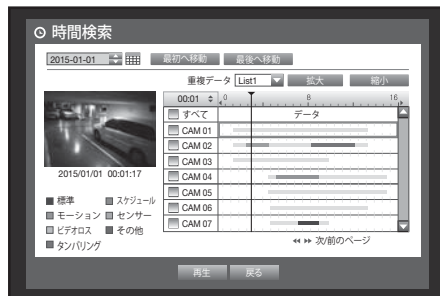 時間検索
2015-01-01 最初へ移動 最後へ移動
重複データ List1 拡大 縮小
00:01 0 8 16
すべて データ
CAM 01
CAM 02
CAM 03
CAM 04
CAM 05
CAM 06
CAM 07
2015/01/01 00:01:17
標準 スケジュール
モーション センサー
ビデオロス その他
タンパリング
次/前のページ
再生 戻る